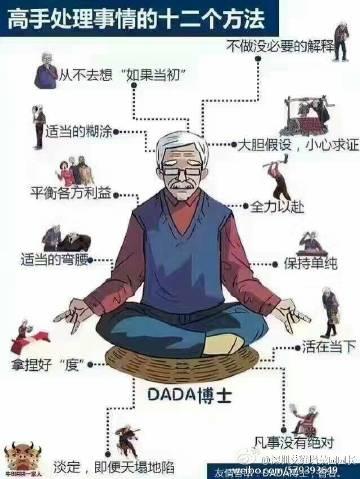 高手处理事情的十二个方法
不做没必要的解释
从不去想“如果当初”
适当的糊涂
大胆假设，小心求证
平衡各方利益
全力以赴
适当的弯腰
保持单纯
拿捏好“度”
活在当下
DADA博士
凡事没有绝对
淡定，即便天塌地陷
weibo.com/579393649